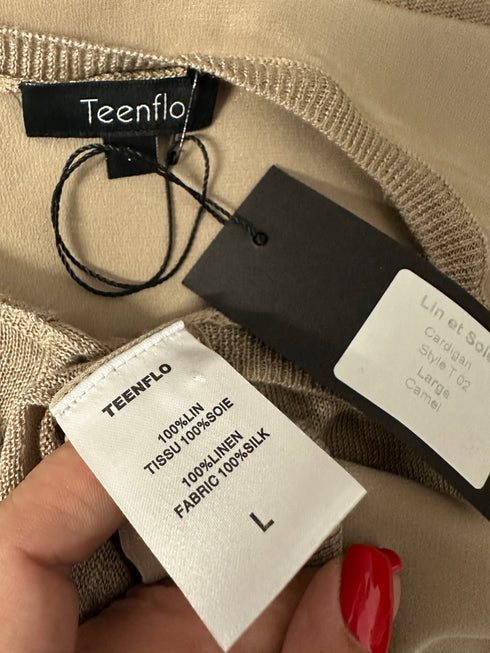 Teenflo
Lin et Soie
Cardigan
Style T 02
Large
Camel
TEENFLO
100%LIN
TISSU 100%SOIE
100%LINEN
FABRIC 100%SILK
L